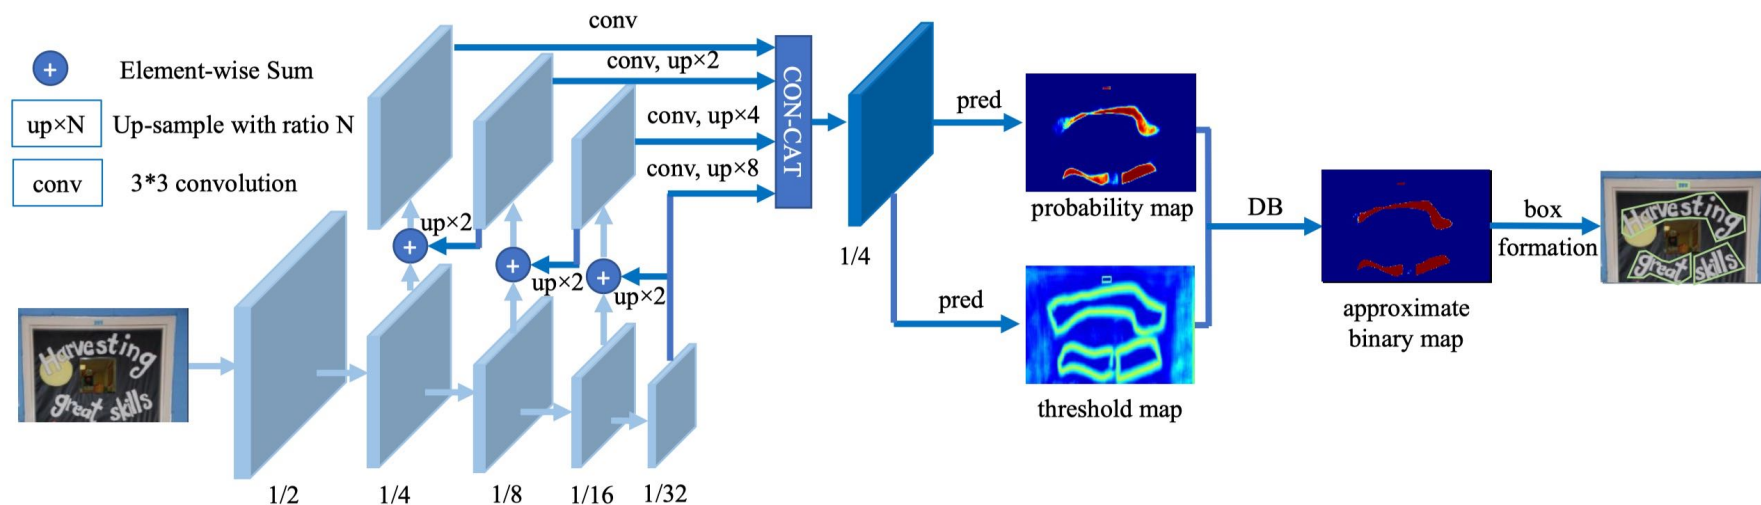 + Element-wise Sum
up×N Up-sample with ratio N
conv 3*3 convolution
conv
conv, up×2
conv, up×4
conv, up×8
CON-CAT
up×2
up×2
up×2
+
+
+
Harvesting
great skills
1/2
1/4
1/8
1/16
1/32
1/4
pred
probability map
pred
threshold map
DB
approximate
binary map
box
formation
Harvesting
great skills